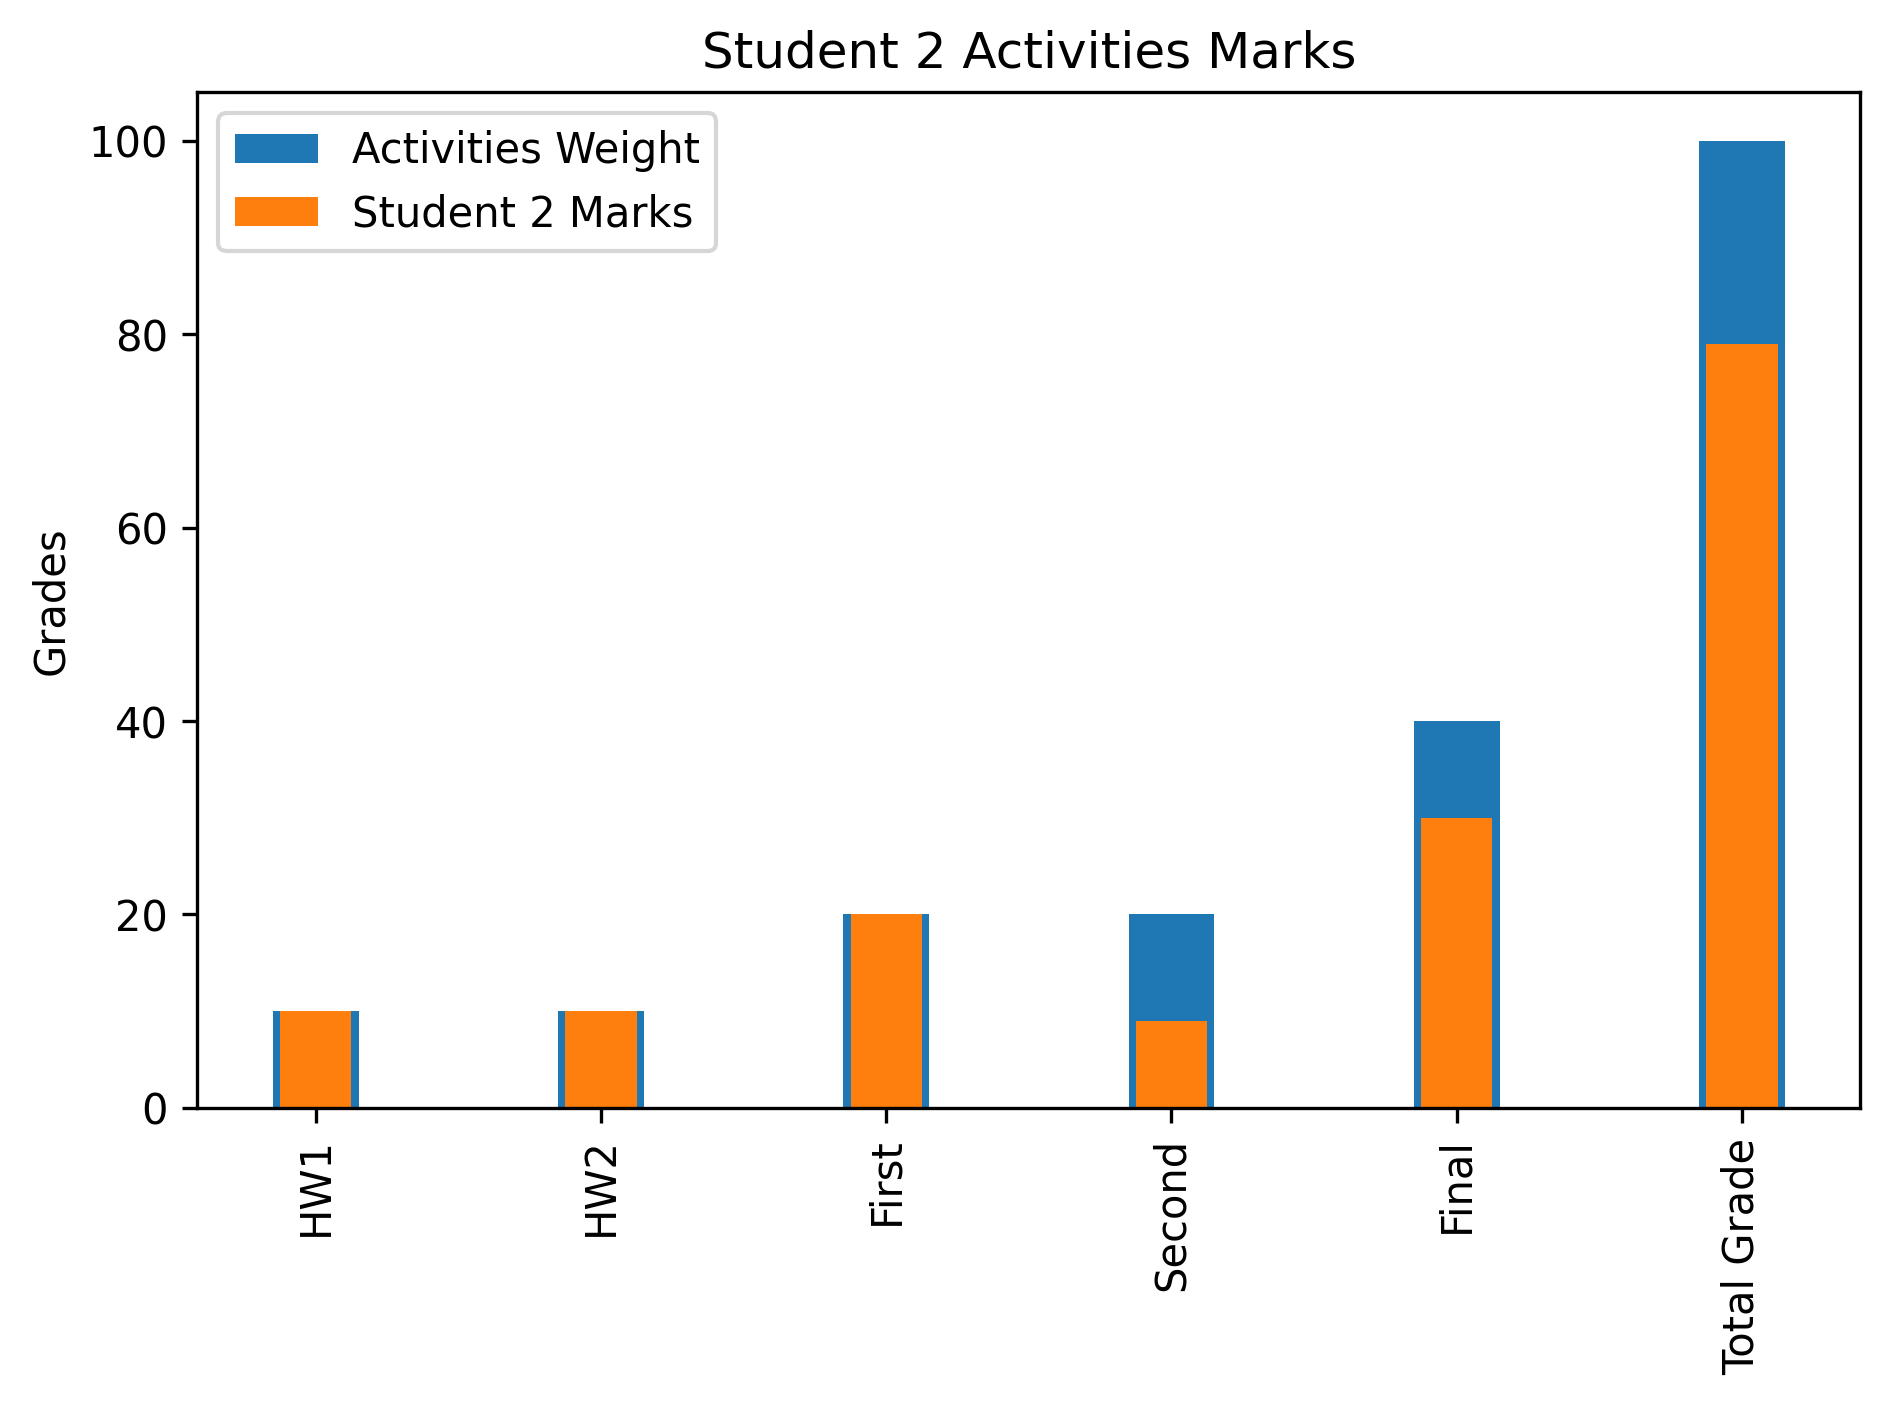 Student 2 Activities Marks
Activities Weight
Student 2 Marks
Grades
100
80
60
40
20
0
HW1
HW2
First
Second
Final
Total Grade